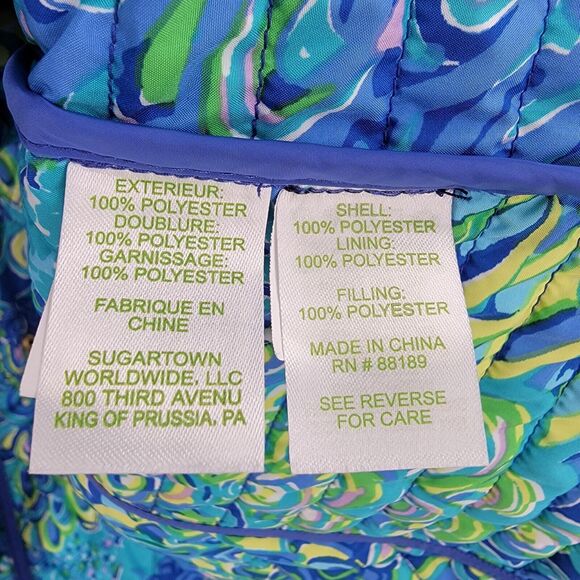 EXTERIEUR:
100% POLYESTER
DOUBLURE:
100% POLYESTER
GARNISSAGE:
100% POLYESTER
FABRIQUE EN
CHINE
SUGARTOWN
WORLDWIDE, LLC
800 THIRD AVENU
KING OF PRUSSIA, PA
SHELL:
100% POLYESTER
LINING:
100% POLYESTER
FILLING:
100% POLYESTER
MADE IN CHINA
RN # 88189
SEE REVERSE
FOR CARE